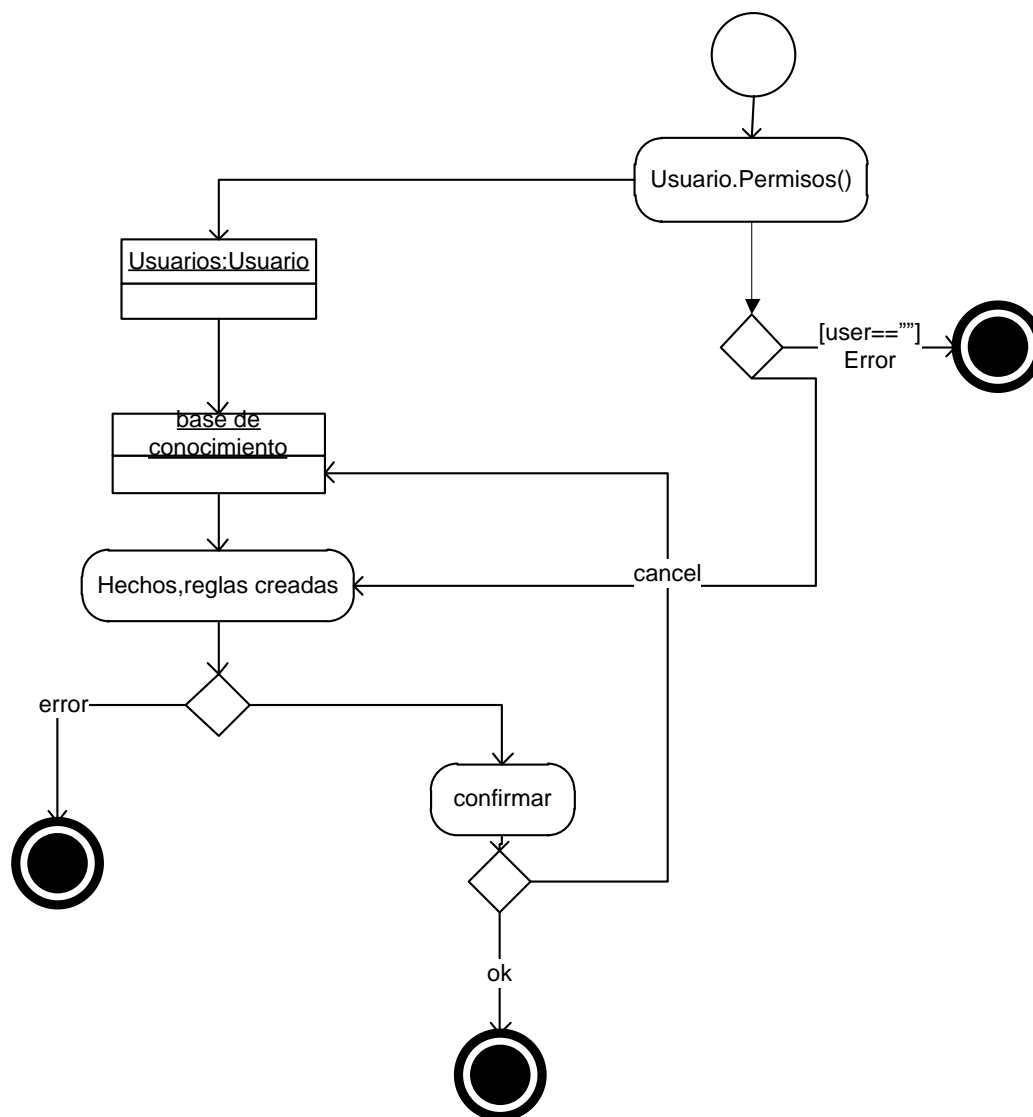 Usuario.Permisos()
Usuarios:Usuario
[user==””]
Error
base de
conocimiento
cancel
Hechos,reglas creadas
error
confirmar
ok